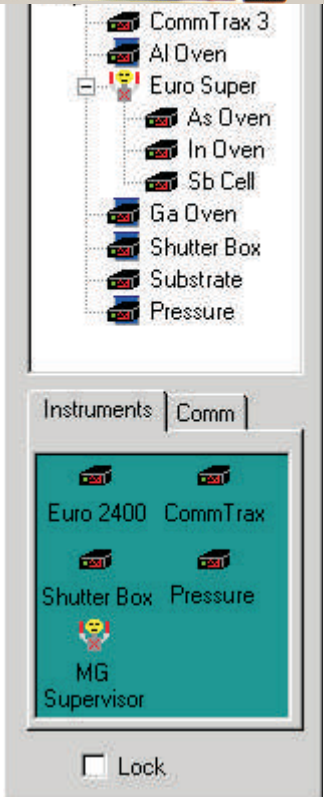 CommTrax 3
Al Oven
Euro Super
As Oven
In Oven
Sb Cell
Ga Oven
Shutter Box
Substrate
Pressure
Instruments Comm
Euro 2400 CommTrax
Shutter Box Pressure
MG
Supervisor
Lock